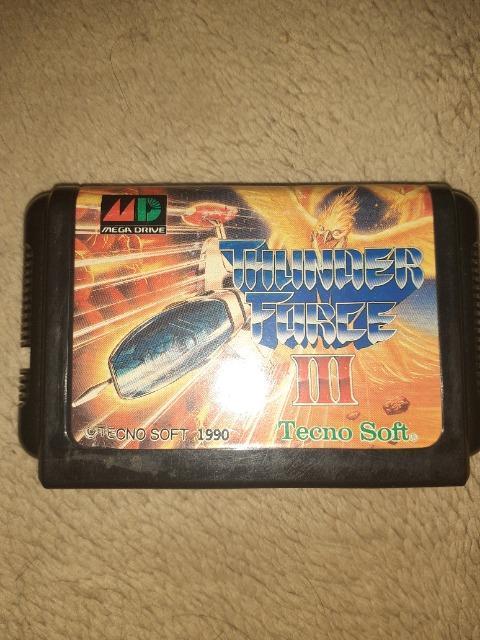 MD
MEGA DRIVE
THUNDER
FORCE
III
©TECNO SOFT 1990
Tecno Soft®